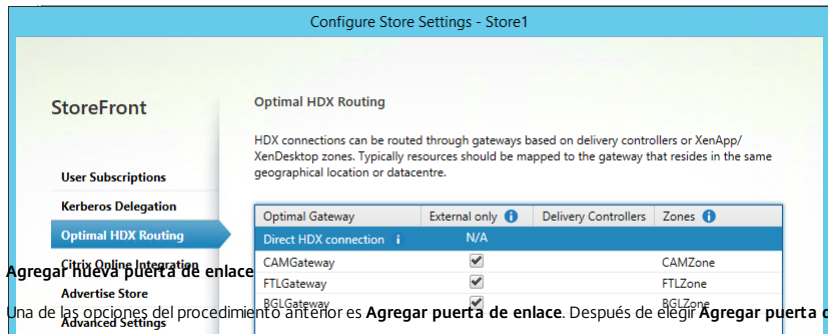 Configure Store Settings - Store1
StoreFront
User Subscriptions
Kerberos Delegation
Optimal HDX Routing
Citrix Online Integration
Advertise Store
Advanced Settings
Optimal HDX Routing
HDX connections can be routed through gateways based on delivery controllers or XenApp/
XenDesktop zones. Typically resources should be mapped to the gateway that resides in the same
geographical location or datacentre.
Optimal Gateway External only Delivery Controllers Zones
Direct HDX connection N/A
CAMGateway CAMZone
FTLGateway FTLZone
BGLGateway BGLZone
Agregar nueva puerta de enlace
Una de las opciones del procedimiento anterior es Agregar puerta de enlace. Después de elegir Agregar puerta